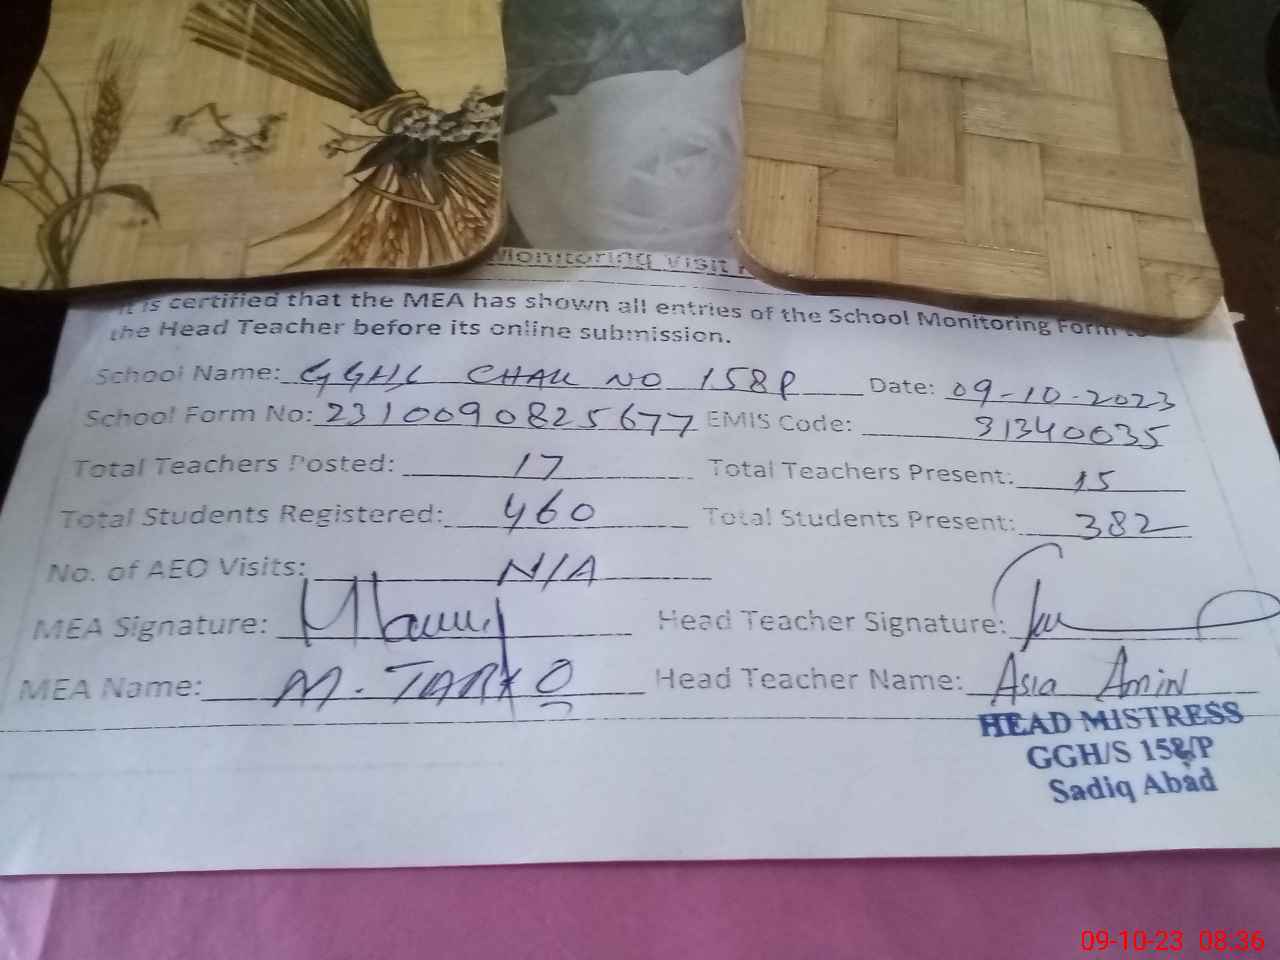 Monitoring Visit
It is certified that the MEA has shown all entries of the School Monitoring Form to
the Head Teacher before its online submission.
School Name: GGHS CHAK NO 158P Date: 09-10-2023
School Form No: 2310090825677 EMIS Code: 31340035
Total Teachers Posted: 17 Total Teachers Present: 15
Total Students Registered: 460 Total Students Present: 382
No. of AEO Visits: N/A
MEA Signature: Head Teacher Signature:
MEA Name: M. TARIQ Head Teacher Name: Asia Amin
HEAD MISTRESS
GGH/S 158/P
Sadiq Abad
09-10-23 08:36